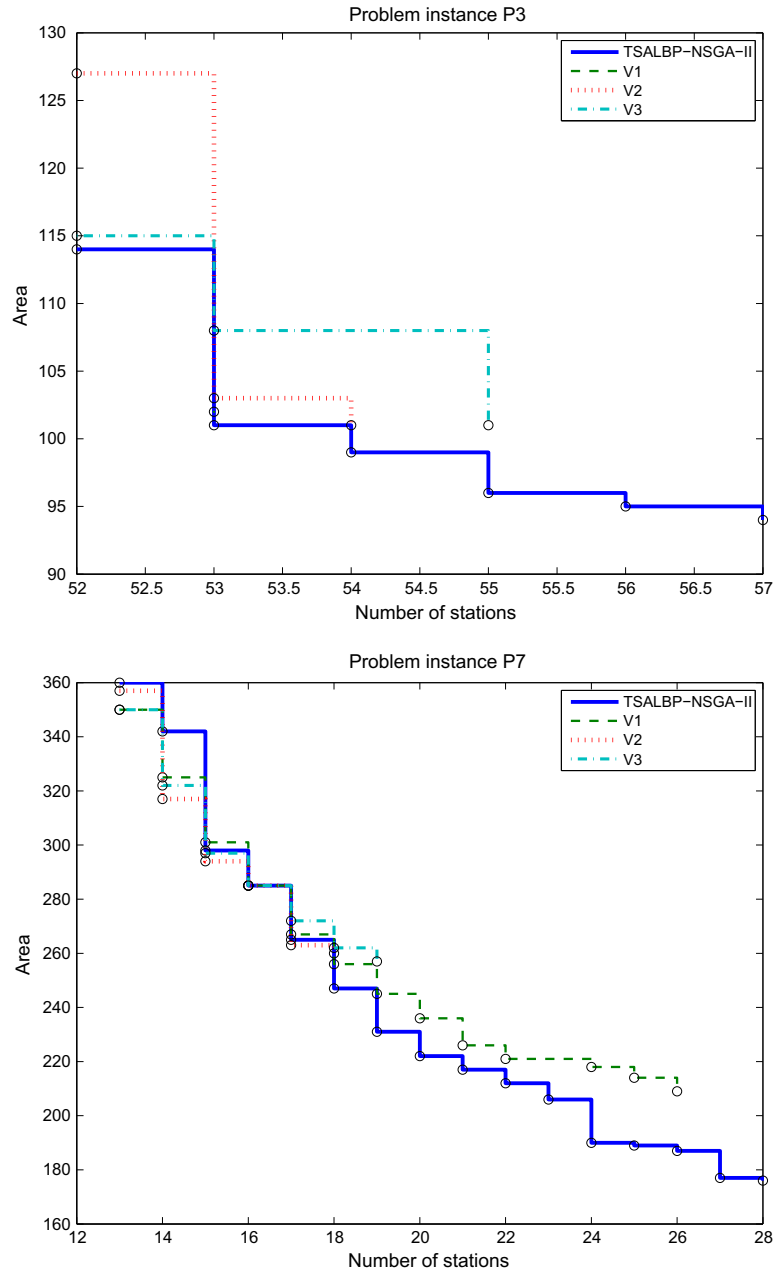 Problem instance P3
130
125
120
115
110
105
100
95
90
Area
TSALBP−NSGA−II
V1
V2
V3
52 52.5 53 53.5 54 54.5 55 55.5 56 56.5 57
Number of stations
Problem instance P7
360
340
320
300
280
260
240
220
200
180
160
Area
TSALBP−NSGA−II
V1
V2
V3
12 14 16 18 20 22 24 26 28
Number of stations